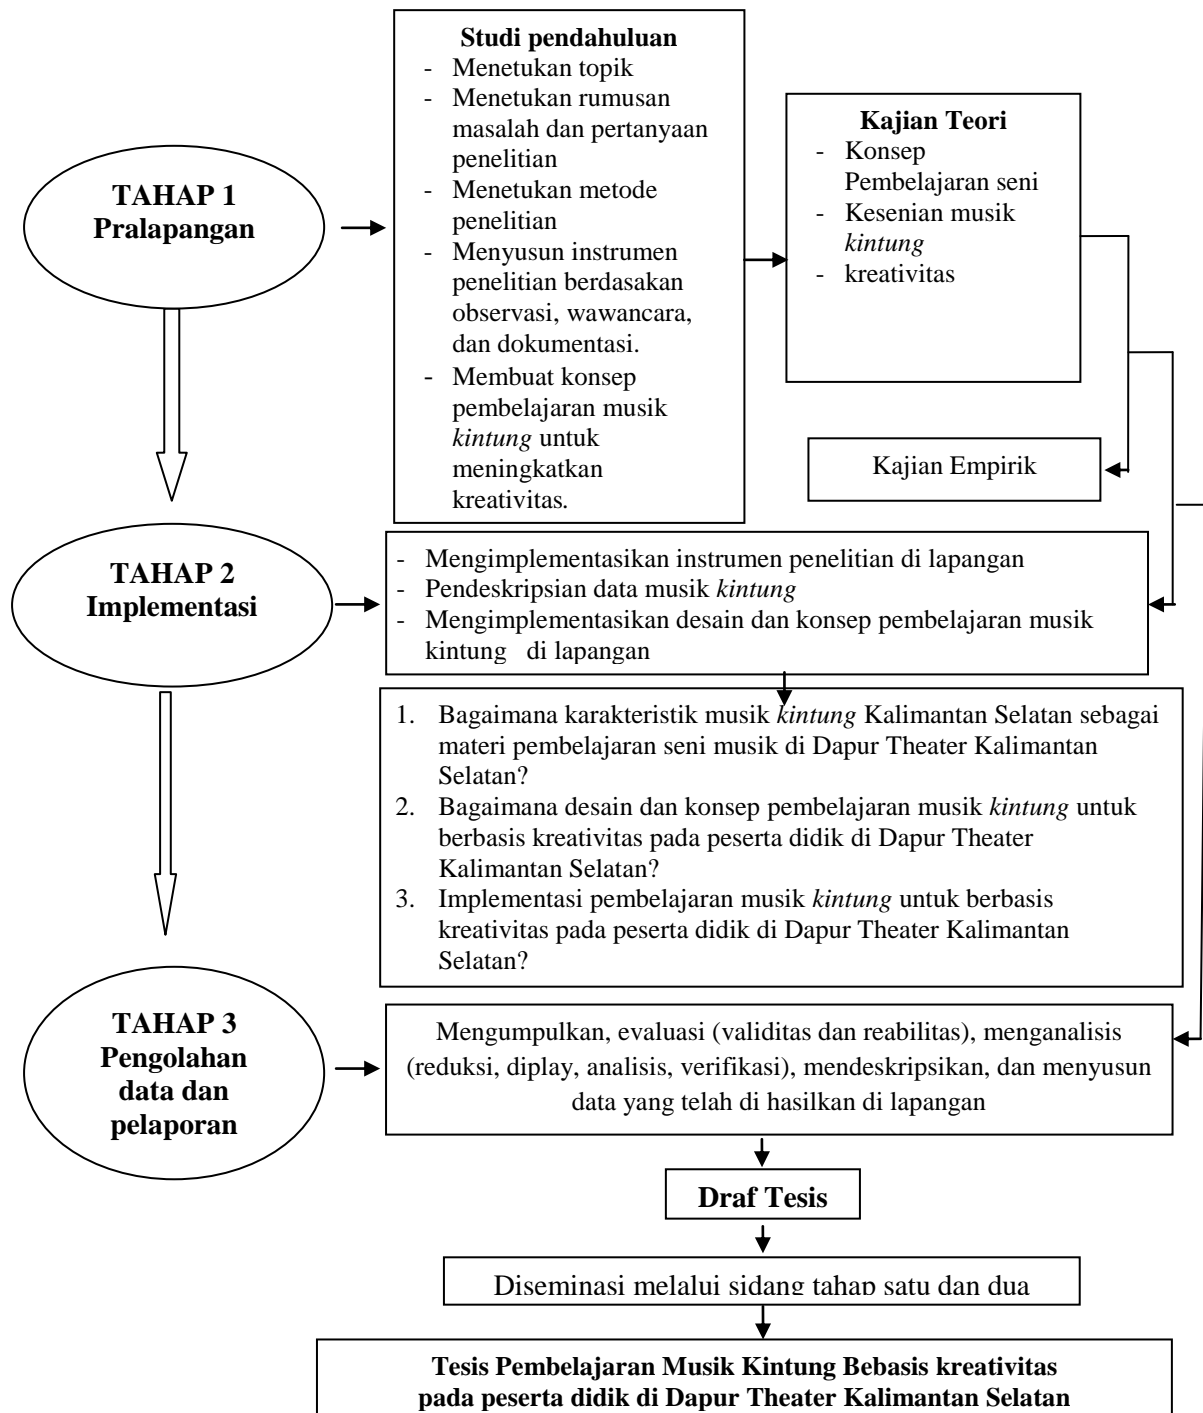 TAHAP 1
Pralapangan
Studi pendahuluan
- Menetukan topik
- Menetukan rumusan
masalah dan pertanyaan
penelitian
- Menetukan metode
penelitian
- Menyusun instrumen
penelitian berdasakan
observasi, wawancara,
dan dokumentasi.
- Membuat konsep
pembelajaran musik
kintung untuk
meningkatkan
kreativitas.
Kajian Teori
- Konsep
Pembelajaran seni
- Kesenian musik
kintung
- kreativitas
Kajian Empirik
TAHAP 2
Implementasi
- Mengimplementasikan instrumen penelitian di lapangan
- Pendeskripsian data musik kintung
- Mengimplementasikan desain dan konsep pembelajaran musik
kintung di lapangan
1. Bagaimana karakteristik musik kintung Kalimantan Selatan sebagai
materi pembelajaran seni musik di Dapur Theater Kalimantan
Selatan?
2. Bagaimana desain dan konsep pembelajaran musik kintung untuk
berbasis kreativitas pada peserta didik di Dapur Theater
Kalimantan Selatan?
3. Implementasi pembelajaran musik kintung untuk berbasis
kreativitas pada peserta didik di Dapur Theater Kalimantan
Selatan?
TAHAP 3
Pengolahan
data dan
pelaporan
Mengumpulkan, evaluasi (validitas dan reabilitas), menganalisis
(reduksi, diplay, analisis, verifikasi), mendeskripsikan, dan menyusun
data yang telah di hasilkan di lapangan
Draf Tesis
Diseminasi melalui sidang tahap satu dan dua
Tesis Pembelajaran Musik Kintung Bebasis kreativitas
pada peserta didik di Dapur Theater Kalimantan Selatan